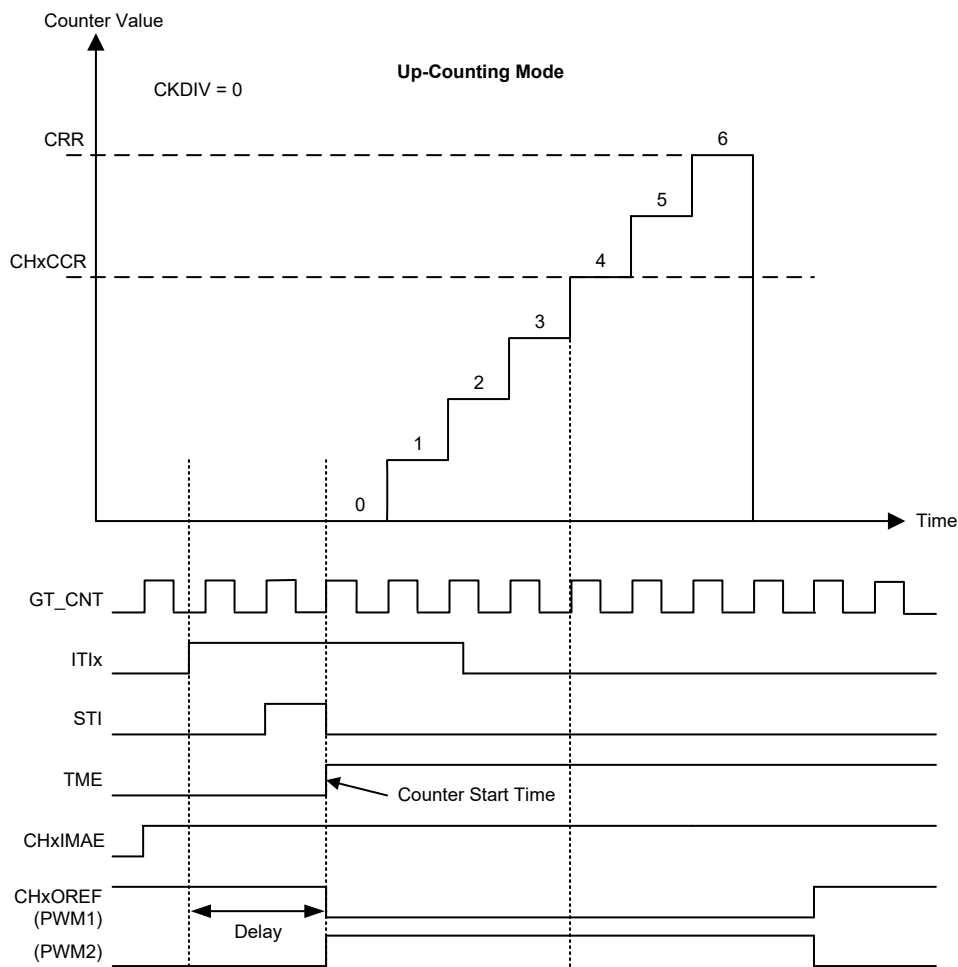 Counter Value
Up-Counting Mode
CKDIV = 0
CRR
6
5
CHxCCR
4
3
2
1
0
Time
GT_CNT
ITIx
STI
TME
Counter Start Time
CHxIMAE
CHxOREF
(PWM1)
Delay
(PWM2)